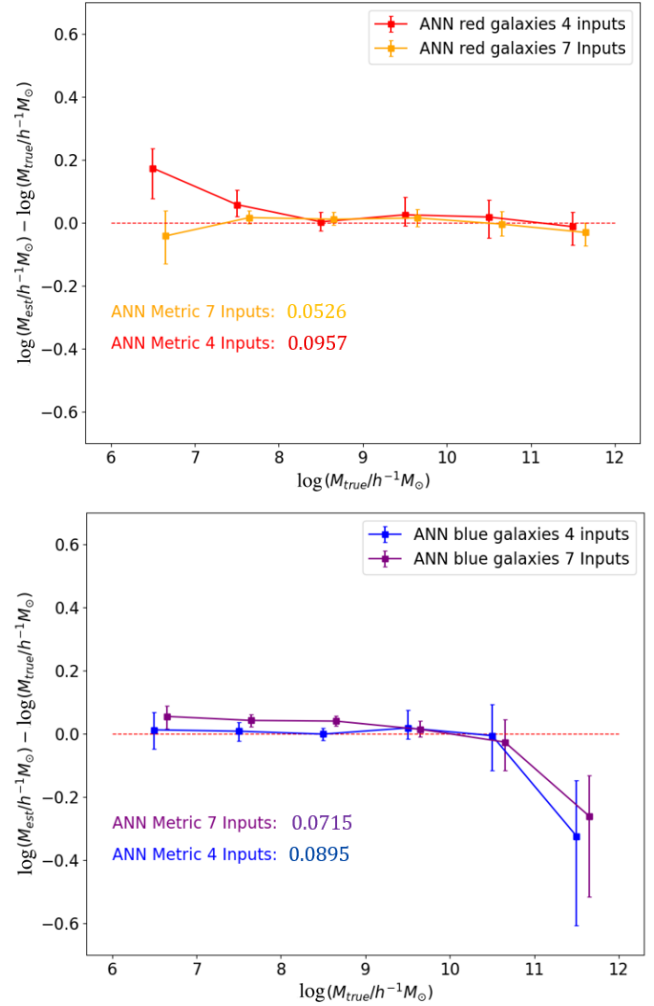 ANN red galaxies 4 inputs
ANN red galaxies 7 Inputs
log(M_est/h⁻¹M_⊙) − log(M_true/h⁻¹M_⊙)
0.6
0.4
0.2
0.0
−0.2
−0.4
−0.6
ANN Metric 7 Inputs: 0.0526
ANN Metric 4 Inputs: 0.0957
6 7 8 9 10 11 12
log(M_true/h⁻¹M_⊙)
ANN blue galaxies 4 inputs
ANN blue galaxies 7 Inputs
log(M_est/h⁻¹M_⊙) − log(M_true/h⁻¹M_⊙)
0.6
0.4
0.2
0.0
−0.2
−0.4
−0.6
ANN Metric 7 Inputs: 0.0715
ANN Metric 4 Inputs: 0.0895
6 7 8 9 10 11 12
log(M_true/h⁻¹M_⊙)